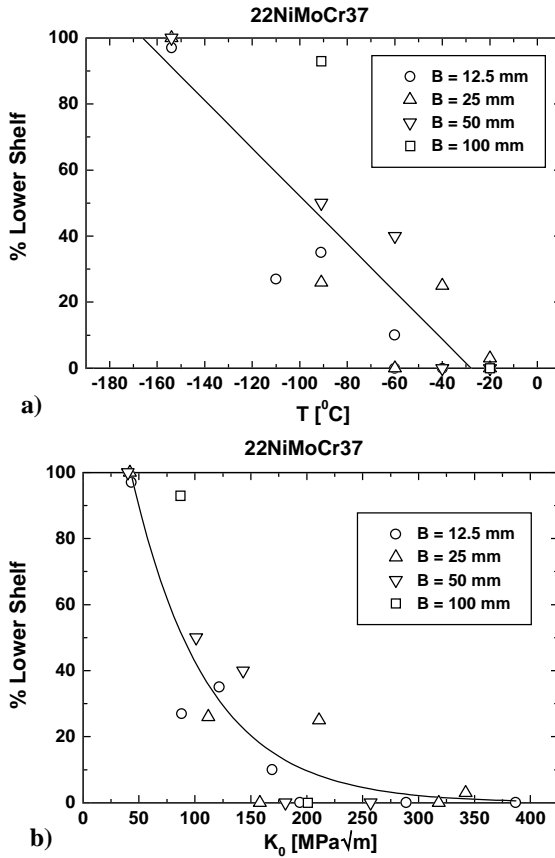 22NiMoCr37
100
80
60
40
20
0
% Lower Shelf
B = 12.5 mm
B = 25 mm
B = 50 mm
B = 100 mm
-180 -160 -140 -120 -100 -80 -60 -40 -20 0
T [⁰C]
a)
22NiMoCr37
100
80
60
40
20
0
% Lower Shelf
B = 12.5 mm
B = 25 mm
B = 50 mm
B = 100 mm
0 50 100 150 200 250 300 350 400
K₀ [MPa√m]
b)